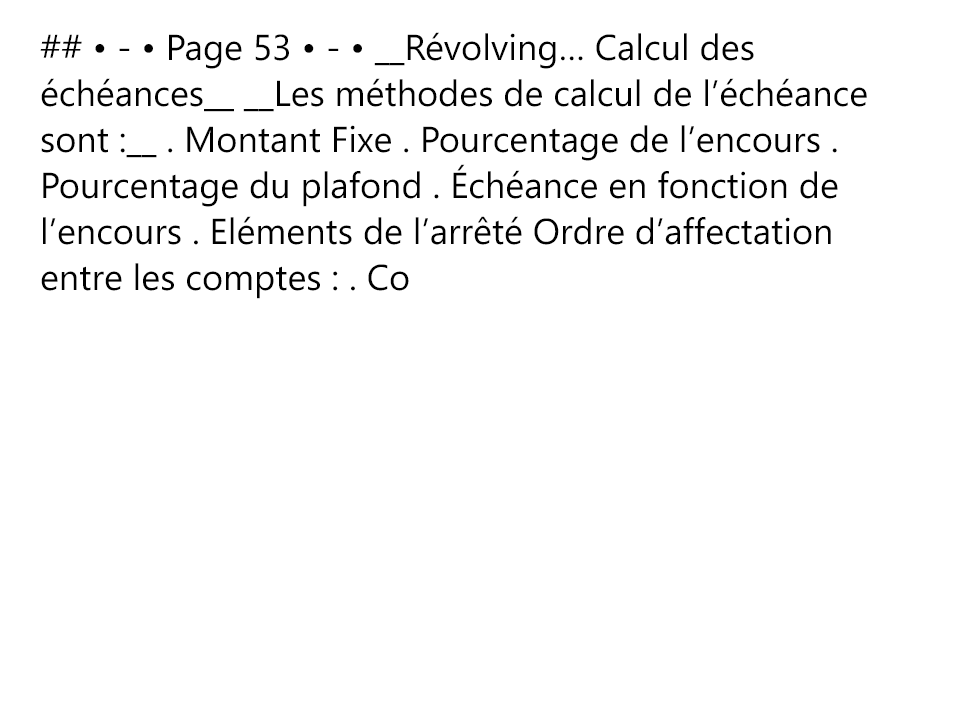 ## • - • Page 53 • - • __Révolving… Calcul des
échéances__ __Les méthodes de calcul de l’échéance
sont :__ . Montant Fixe . Pourcentage de l’encours .
Pourcentage du plafond . Échéance en fonction de
l’encours . Eléments de l’arrêté Ordre d’affectation
entre les comptes : . Co